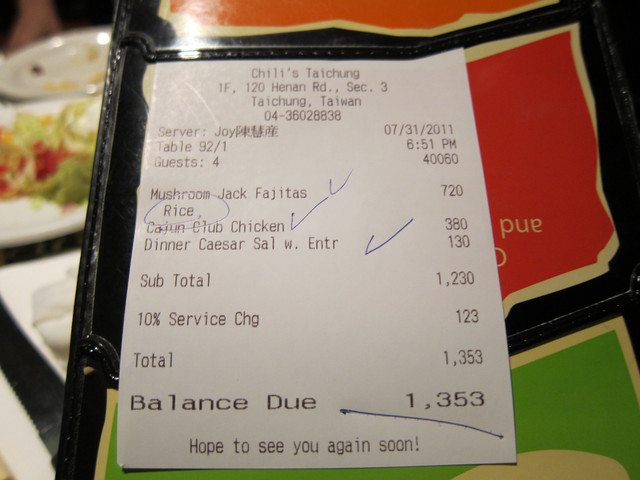 Chili's Taichung
1F, 120 Henan Rd., Sec. 3
Taichung, Taiwan
04-36028838
Server: Joy陳慧產 07/31/2011
Table 92/1 6:51 PM
Guests: 4 40060
Mushroom Jack Fajitas 720
Rice,
Cajun Club Chicken 380
Dinner Caesar Sal w. Entr 130
Sub Total 1,230
10% Service Chg 123
Total 1,353
Balance Due 1,353
Hope to see you again soon!
and